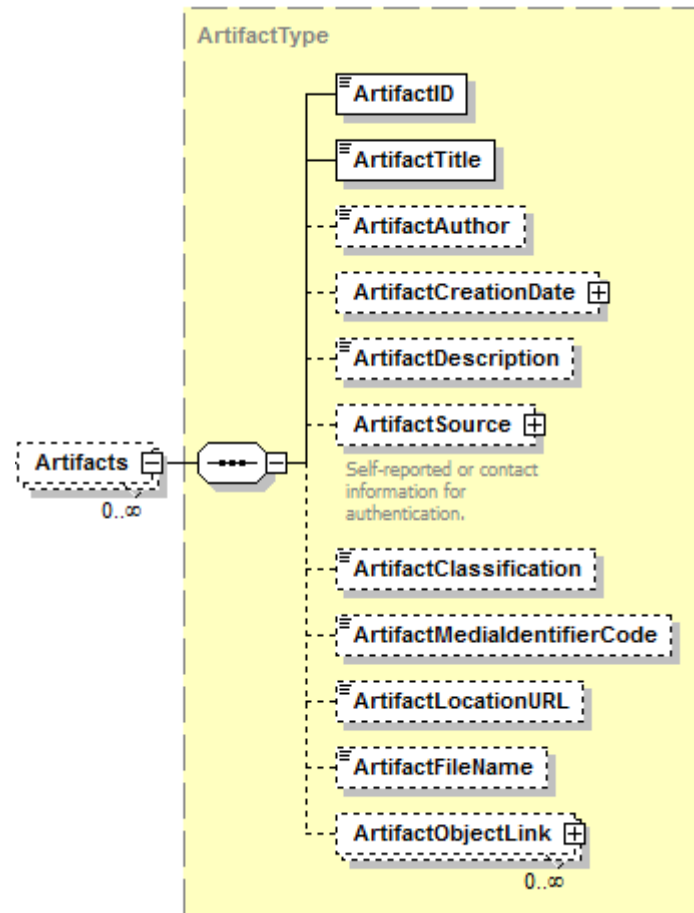 ArtifactType
ArtifactID
ArtifactTitle
ArtifactAuthor
ArtifactCreationDate
ArtifactDescription
ArtifactSource
Self-reported or contact
information for
authentication.
Artifacts
0..∞
ArtifactClassification
ArtifactMediaIdentifierCode
ArtifactLocationURL
ArtifactFileName
ArtifactObjectLink
0..∞